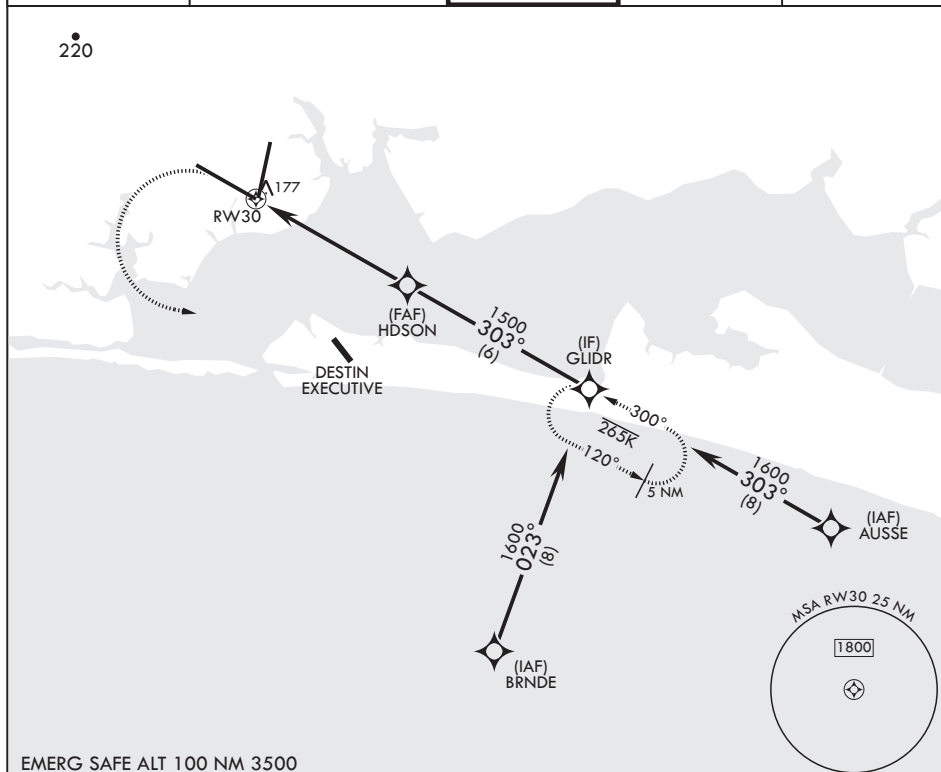 220
177
RW30
(FAF)
HDSON
1500
303°
(6)
(IF)
GLIDR
DESTIN
EXECUTIVE
300°
265K
120°
5 NM
1600
303°
(8)
(IAF)
AUSSE
1600
023°
(8)
(IAF)
BRNDE
MSA RW30 25 NM
1800
EMERG SAFE ALT 100 NM 3500